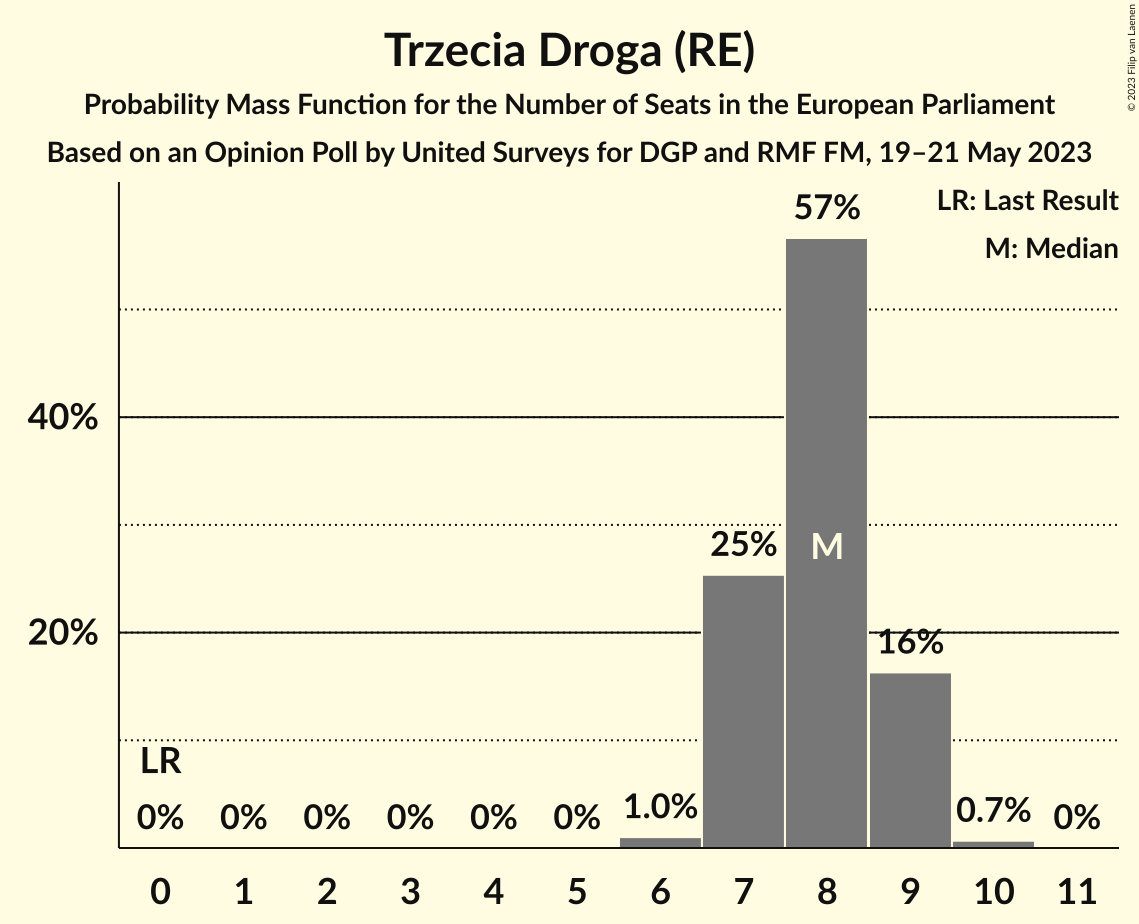 Trzecia Droga (RE)
Probability Mass Function for the Number of Seats in the European Parliament
Based on an Opinion Poll by United Surveys for DGP and RMF FM, 19–21 May 2023
© 2023 Filip van Laenen
LR: Last Result
M: Median
57%
40%
25%
M
20%
16%
LR
0% 0% 0% 0% 0% 0% 1.0% 0.7% 0%
0 1 2 3 4 5 6 7 8 9 10 11